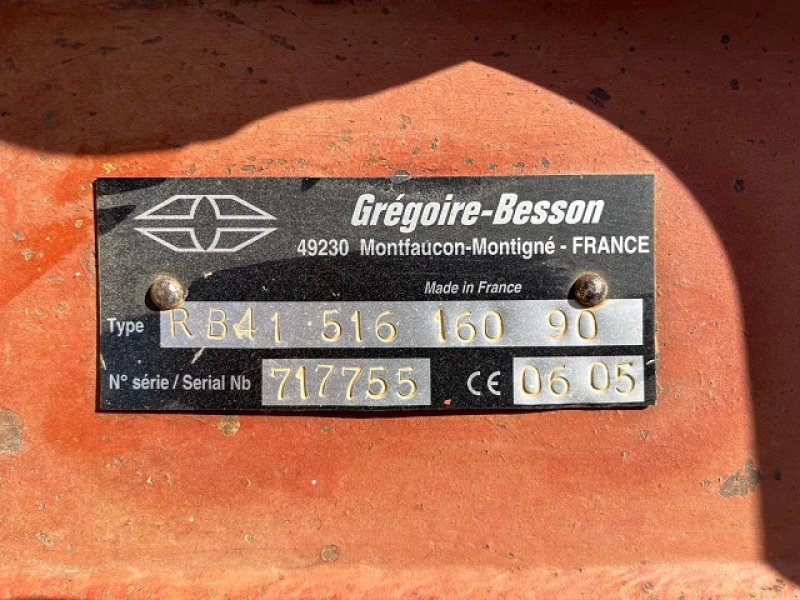 Grégoire-Besson
49230 Montfaucon-Montigné - FRANCE
Made in France
Type RB41 516 160 90
N° série / Serial Nb 717755 CE 06 05